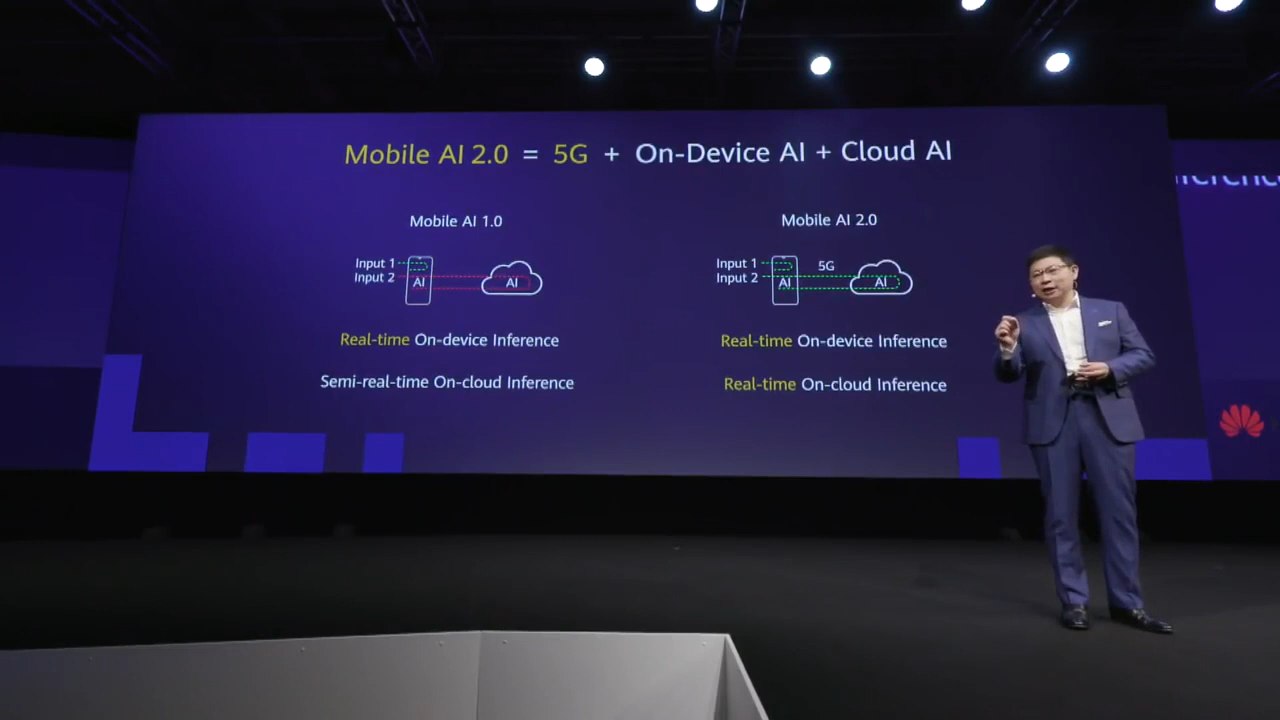 Mobile AI 2.0 = 5G + On-Device AI + Cloud AI
Mobile AI 1.0
Input 1
Input 2
AI
AI
Real-time On-device Inference
Semi-real-time On-cloud Inference
Mobile AI 2.0
Input 1
Input 2
5G
AI
AI
Real-time On-device Inference
Real-time On-cloud Inference